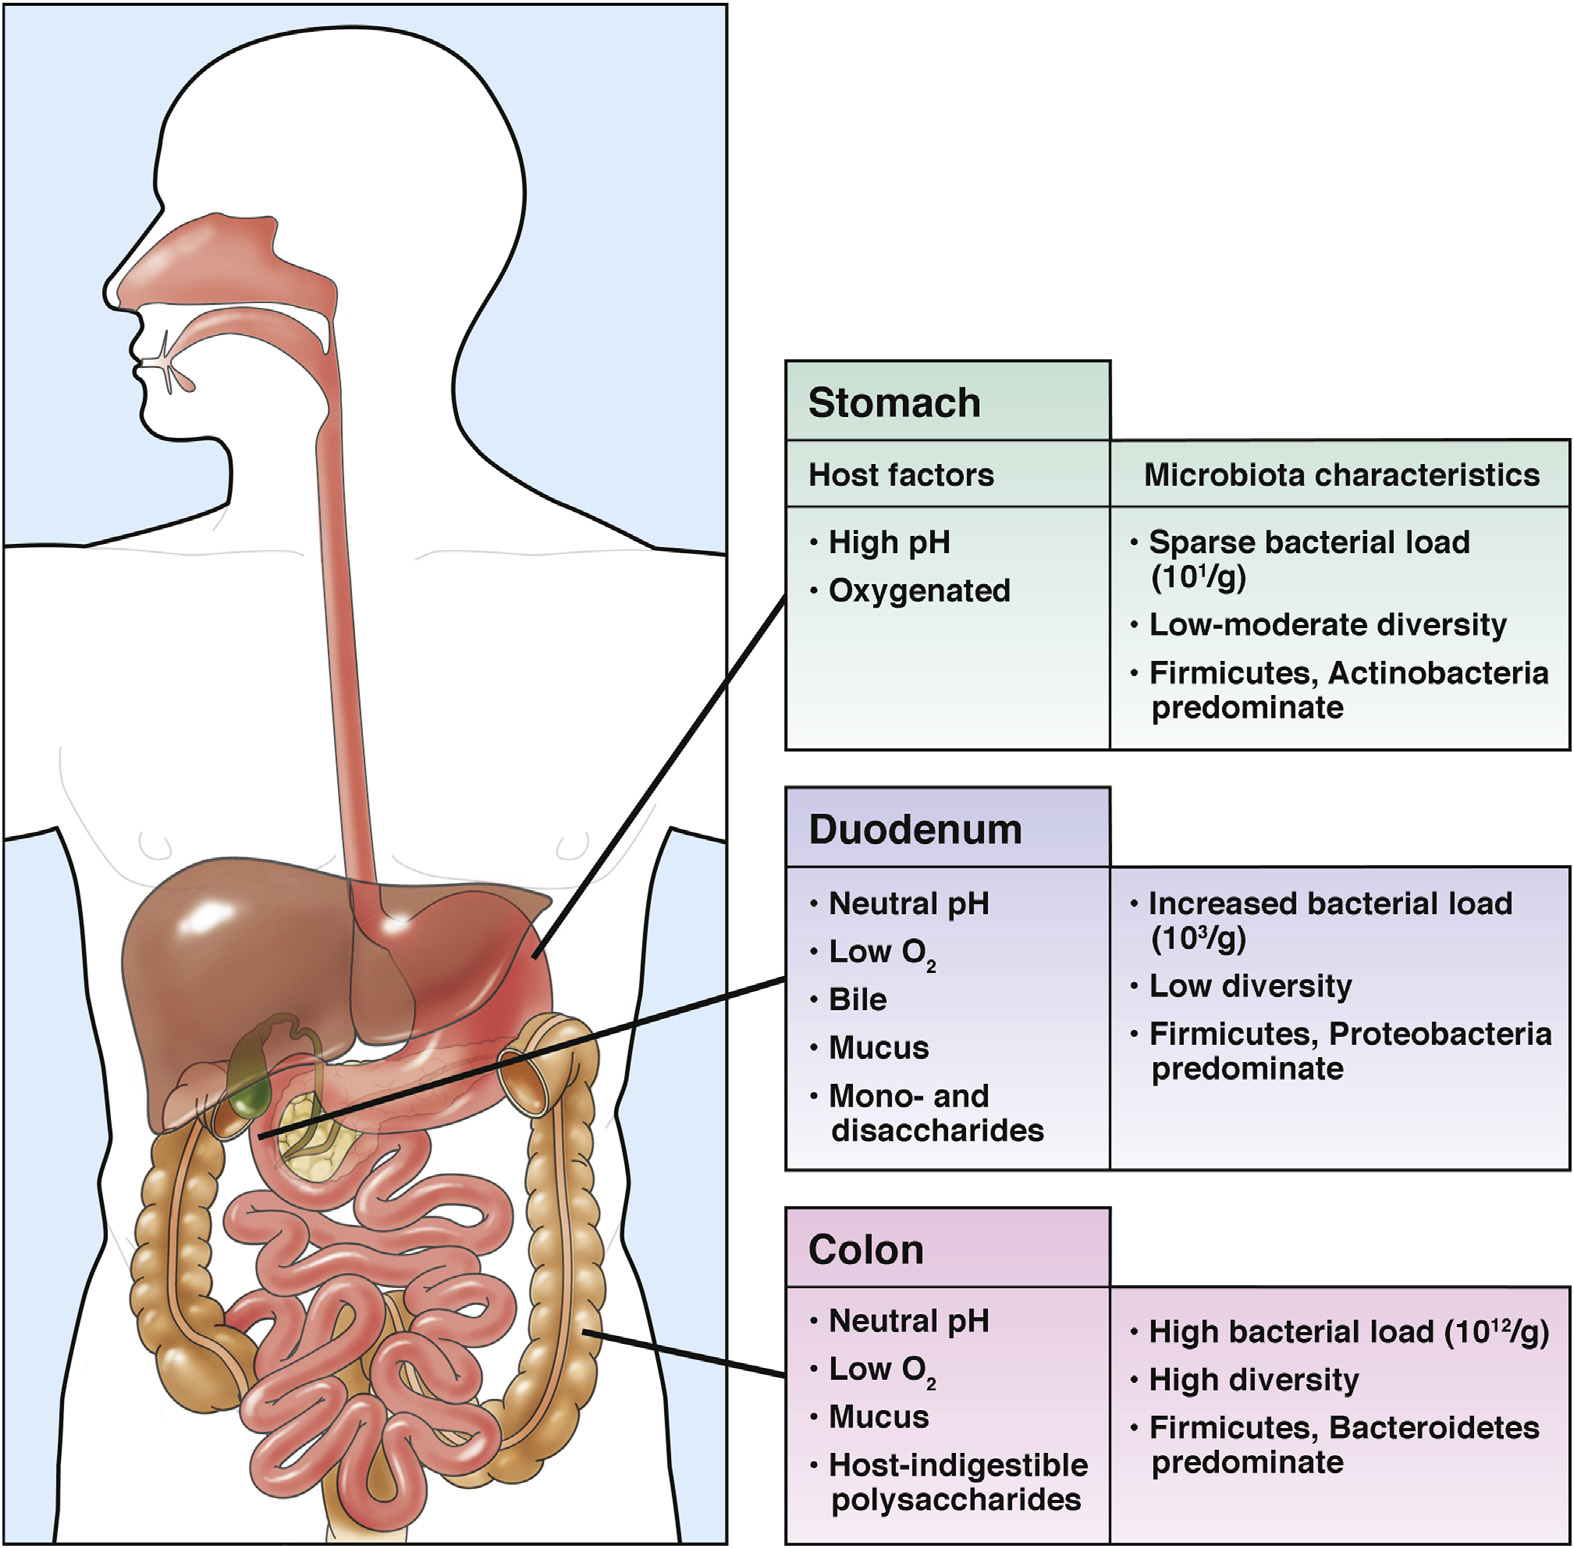 Stomach
Host factors
Microbiota characteristics
• High pH
• Oxygenated
• Sparse bacterial load
(10¹/g)
• Low-moderate diversity
• Firmicutes, Actinobacteria
predominate
Duodenum
• Neutral pH
• Low O₂
• Bile
• Mucus
• Mono- and
disaccharides
• Increased bacterial load
(10³/g)
• Low diversity
• Firmicutes, Proteobacteria
predominate
Colon
• Neutral pH
• Low O₂
• Mucus
• Host-indigestible
polysaccharides
• High bacterial load (10¹²/g)
• High diversity
• Firmicutes, Bacteroidetes
predominate